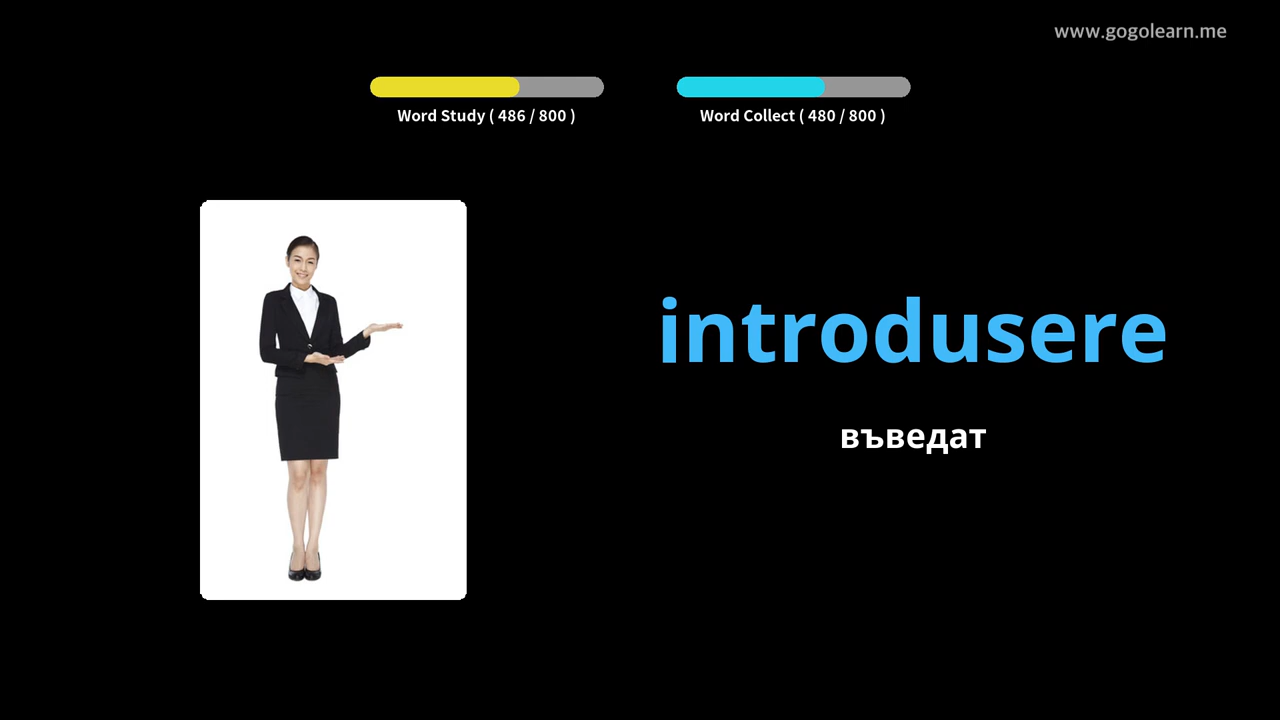 www.gogolearn.me
Word Study ( 486 / 800 )
Word Collect ( 480 / 800 )
introdusere
въведат